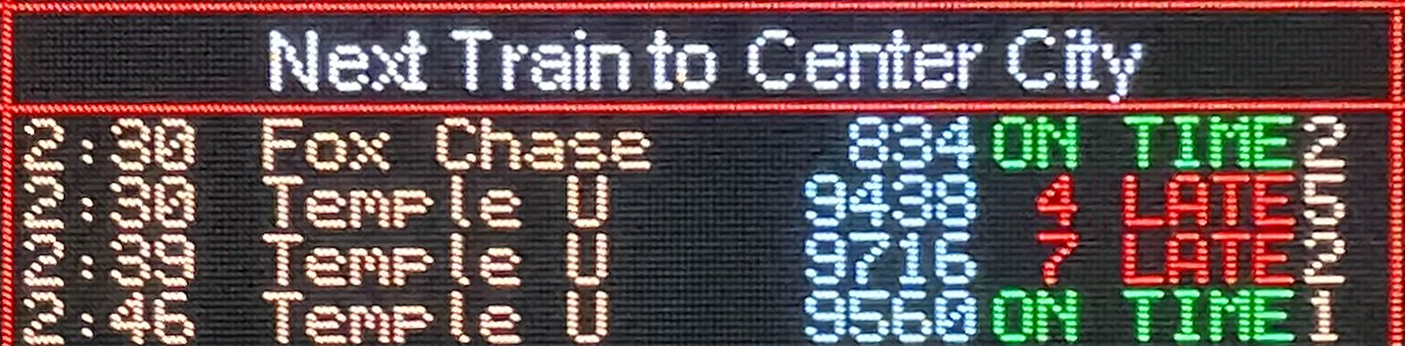 Next Train to Center City
2:30 Fox Chase 834 ON TIME 2
2:30 Temple U 9438 4 LATE 5
2:39 Temple U 9716 7 LATE 2
2:46 Temple U 9560 ON TIME 1